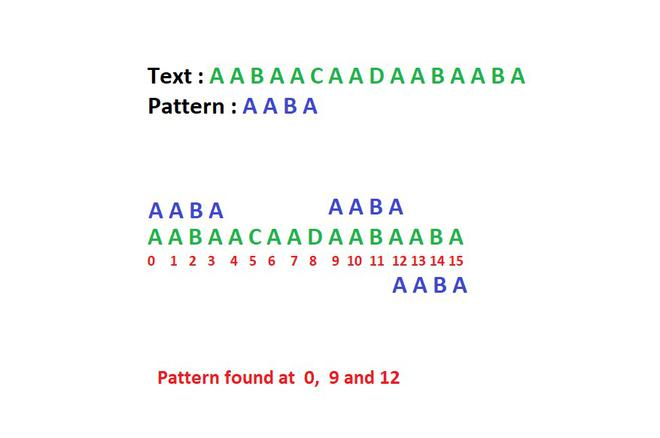 Text : A A B A A C A A D A A B A A B A
Pattern : A A B A
A A B A A A B A
A A B A A C A A D A A B A A B A
0 1 2 3 4 5 6 7 8 9 10 11 12 13 14 15
A A B A
Pattern found at 0, 9 and 12